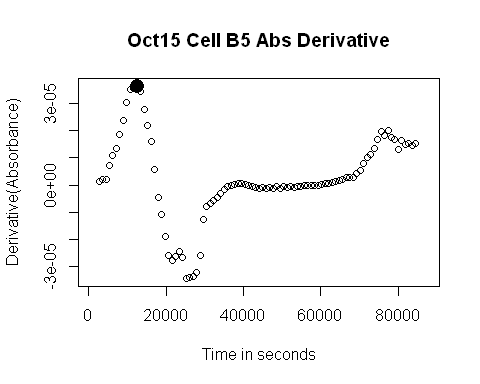 Oct15 Cell B5 Abs Derivative
Derivative(Absorbance)
3e-05
0e+00
-3e-05
0 20000 40000 60000 80000
Time in seconds